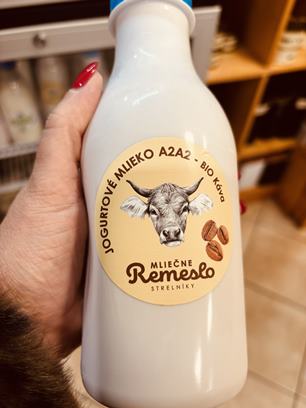 JOGURTOVÉ MLIEKO A2A2 - BIO Káva
MLIEČNE
Remeslo
STRELNÍKY